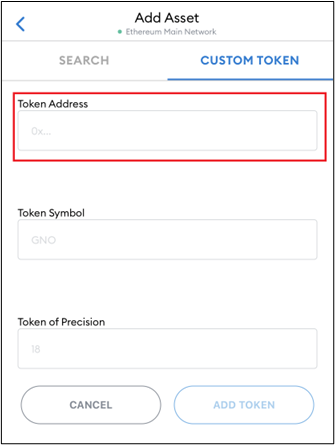 Add Asset
Ethereum Main Network
SEARCH CUSTOM TOKEN
Token Address
0x...
Token Symbol
GNO
Token of Precision
18
CANCEL ADD TOKEN